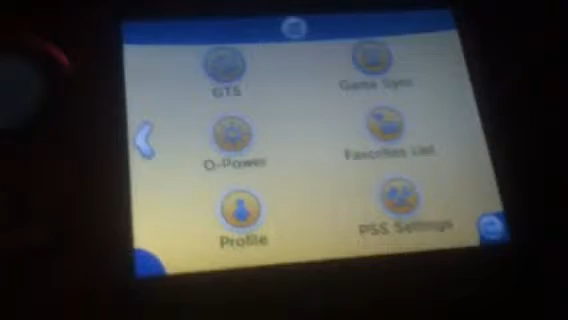 GTS
Game Sync
O-Power
Favorites List
Profile
PSS Settings